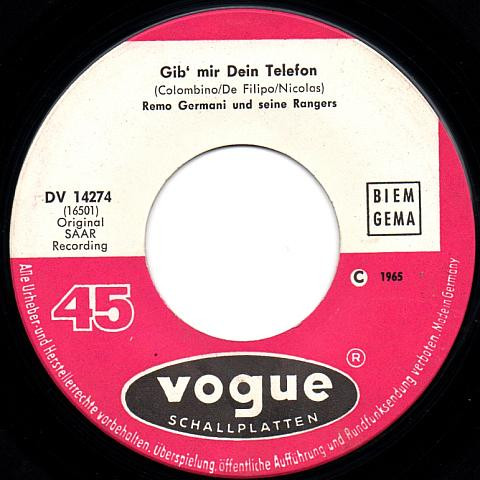 Gib' mir Dein Telefon
(Colombino/De Filipo/Nicolas)
Remo Germani und seine Rangers
DV 14274
(16501)
Original
SAAR
Recording
BIEM
GEMA
C 1965
45
R
vogue
SCHALLPLATTEN
Alle Urheber- und Herstellerrechte vorbehalten. Überspielung, öffentliche Aufführung und Rundfunksendung verboten. Made in Germany